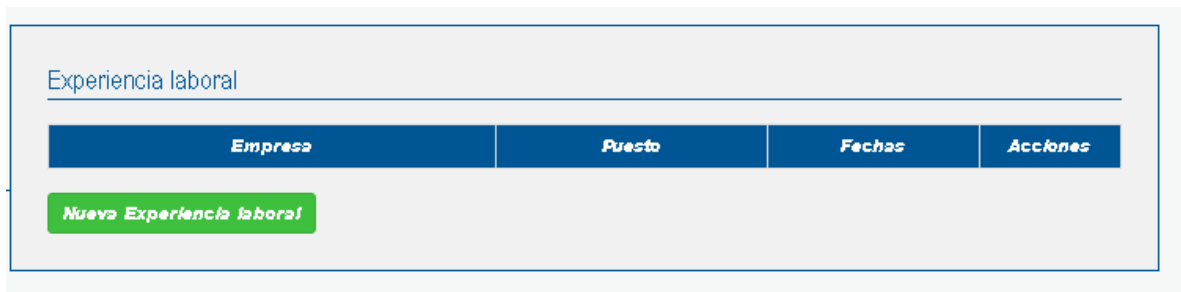 Experiencia laboral
Empresa Puesto Fechas Acciones
Nueva Experiencia laboral